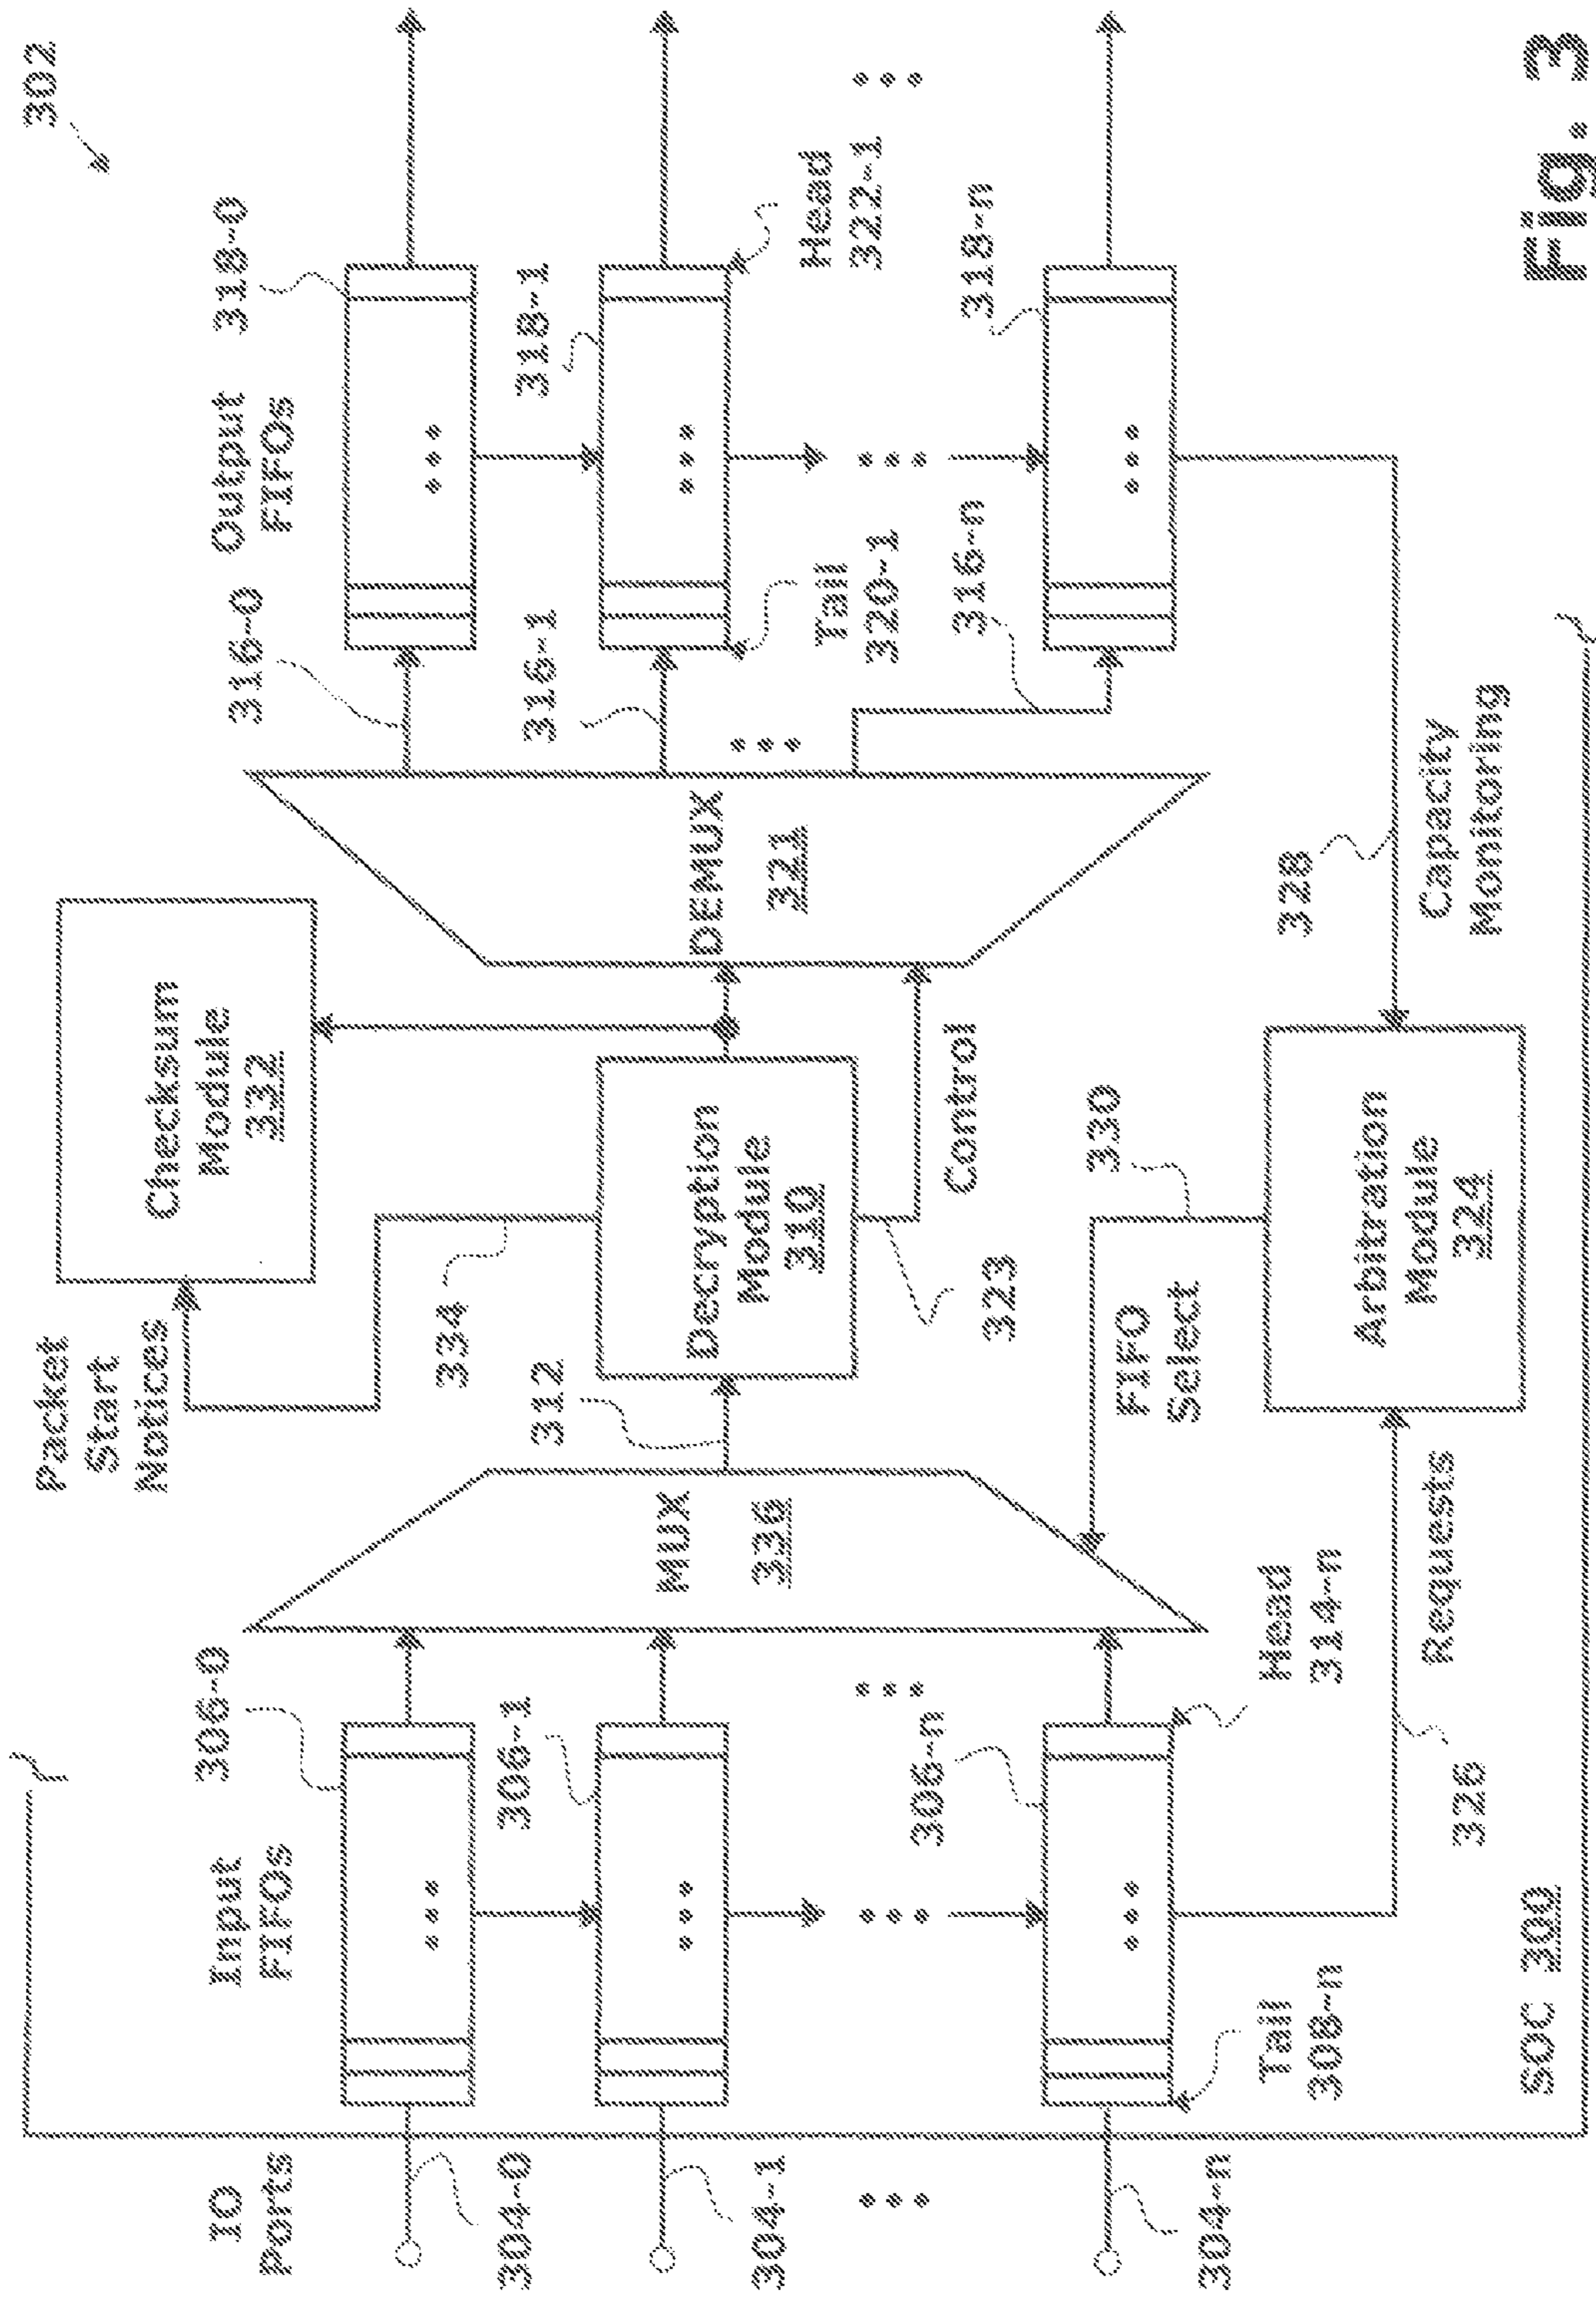 302
IO
Ports
Input
FIFOs
306-0
Packet
Start
Notices
Checksum
Module
332
Output
FIFOs
318-0
316-0
304-0
306-1
312
334
316-1
318-1
MUX
336
Decryption
Module
310
DEMUX
321
304-1
306-n
323
Control
Tail
320-1
316-n
Head
322-1
318-n
304-n
Tail
308-n
Head
314-n
FIFO
Select
330
328
Requests
326
Arbitration
Module
324
Capacity
Monitoring
SOC 300
Fig. 3